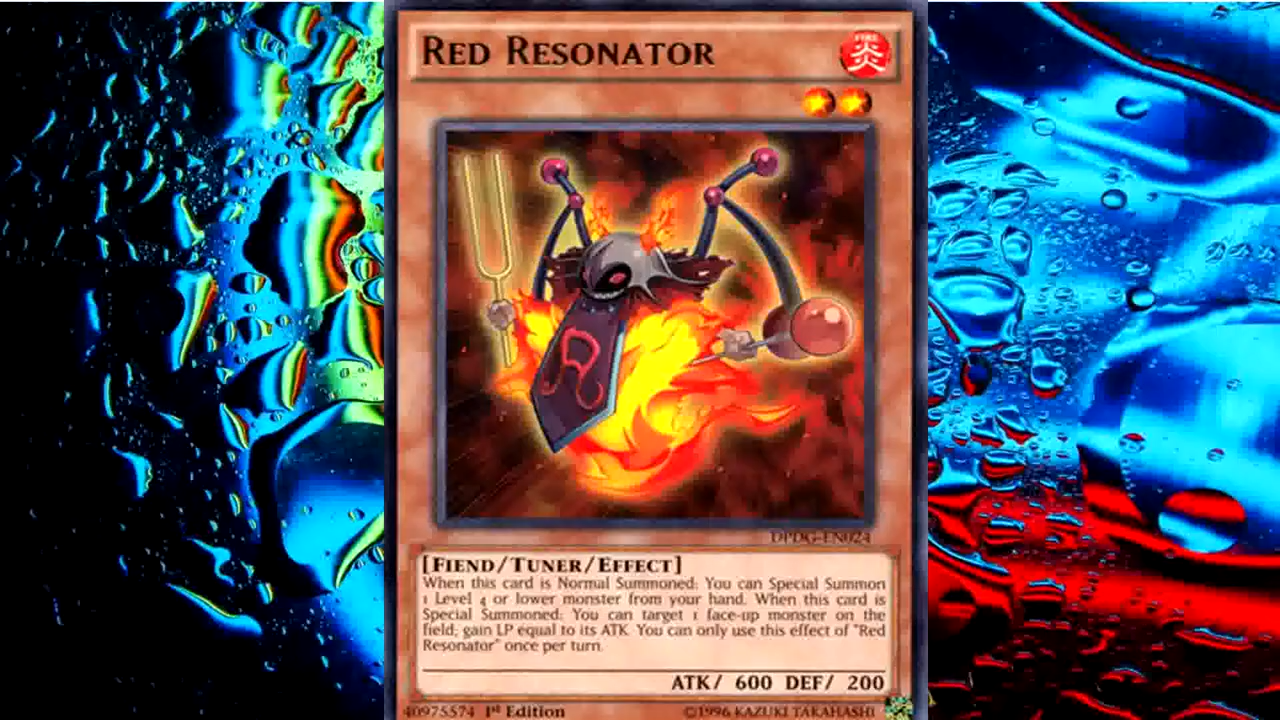 RED RESONATOR
FIRE
炎
DPDG-EN024
[FIEND/TUNER/EFFECT]
When this card is Normal Summoned: You can Special Summon
1 Level 4 or lower monster from your hand. When this card is
Special Summoned: You can target 1 face-up monster on the
field; gain LP equal to its ATK. You can only use this effect of "Red
Resonator" once per turn.
ATK/ 600 DEF/ 200
40975574 1st Edition ©1996 KAZUKI TAKAHASHI